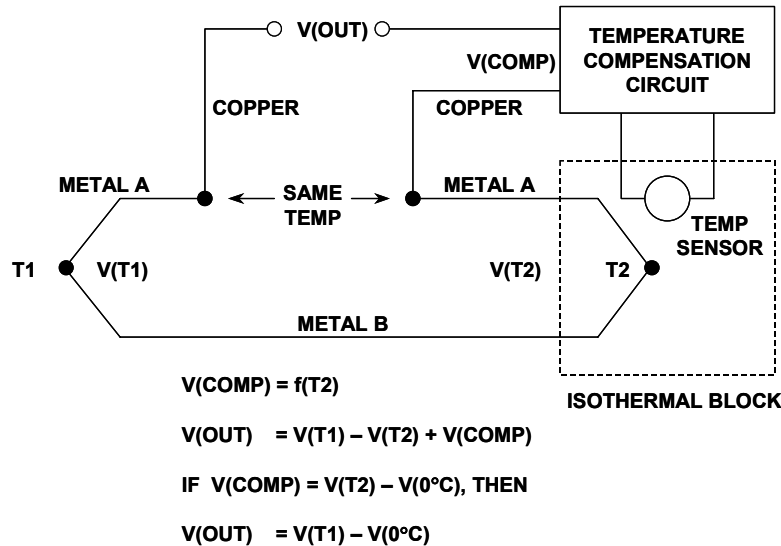 V(OUT)
TEMPERATURE
COMPENSATION
CIRCUIT
V(COMP)
COPPER
COPPER
METAL A
SAME
TEMP
METAL A
TEMP
SENSOR
T1
V(T1)
V(T2)
T2
METAL B
ISOTHERMAL BLOCK
V(COMP) = f(T2)
V(OUT) = V(T1) – V(T2) + V(COMP)
IF V(COMP) = V(T2) – V(0°C), THEN
V(OUT) = V(T1) – V(0°C)